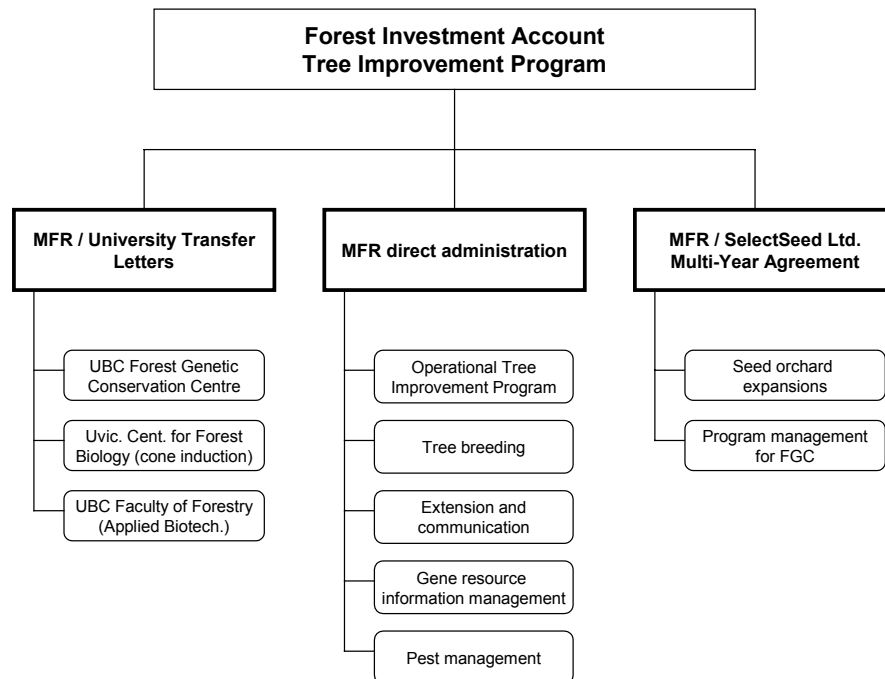 Forest Investment Account
Tree Improvement Program
MFR / University Transfer
Letters
MFR direct administration
MFR / SelectSeed Ltd.
Multi-Year Agreement
UBC Forest Genetic
Conservation Centre
Uvic. Cent. for Forest
Biology (cone induction)
UBC Faculty of Forestry
(Applied Biotech.)
Operational Tree
Improvement Program
Tree breeding
Extension and
communication
Gene resource
information management
Pest management
Seed orchard
expansions
Program management
for FGC